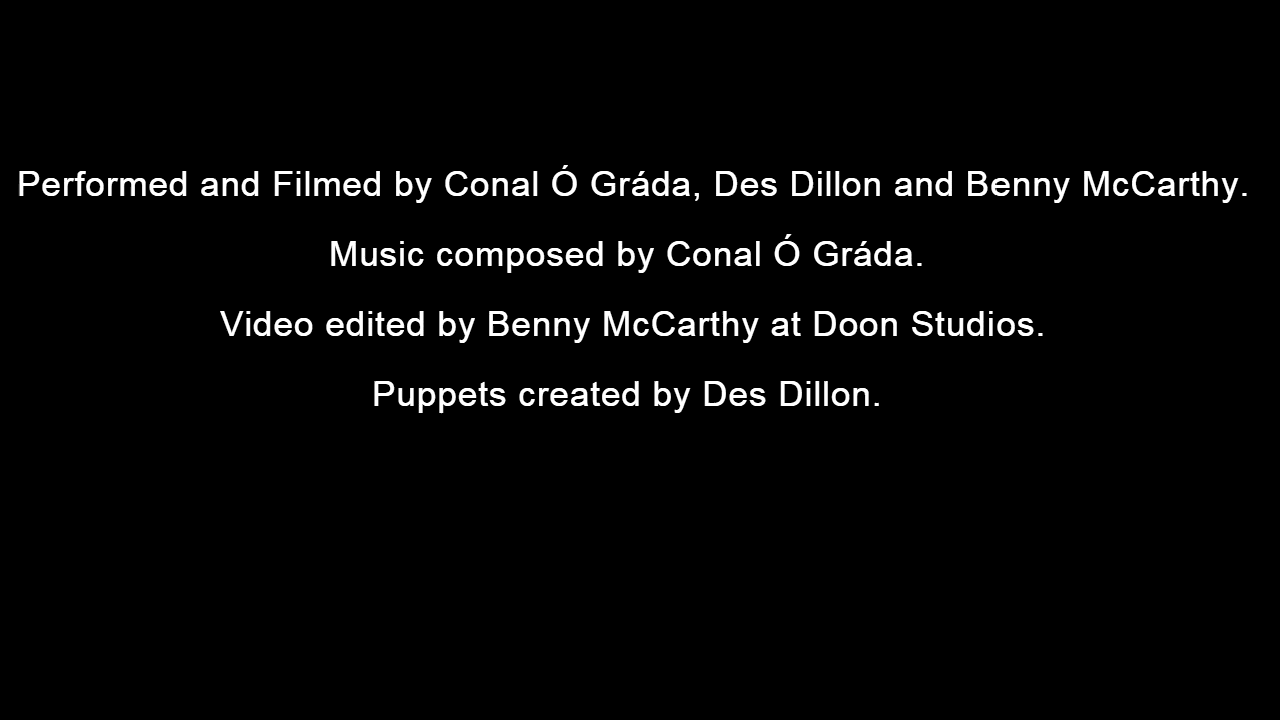 Performed and Filmed by Conal Ó Gráda, Des Dillon and Benny McCarthy.
Music composed by Conal Ó Gráda.
Video edited by Benny McCarthy at Doon Studios.
Puppets created by Des Dillon.